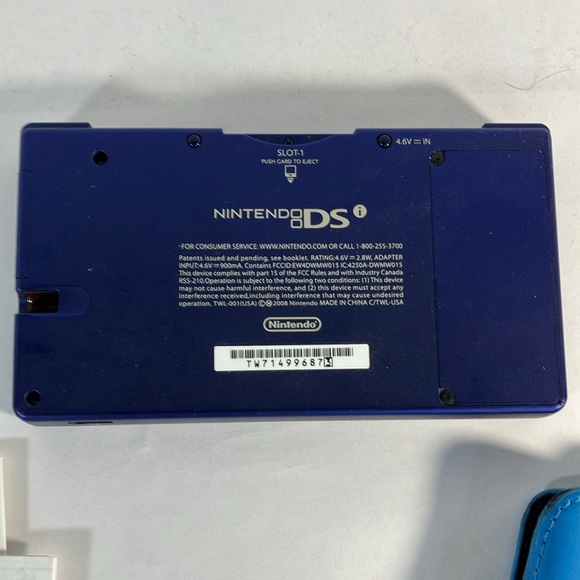 4.6V ⎓ IN
SLOT-1
PUSH CARD TO EJECT
NINTENDO DS i
· FOR CONSUMER SERVICE: WWW.NINTENDO.COM OR CALL 1-800-255-3700
Patents issued and pending, see booklet. RATING:4.6V ⎓ 2.8W, ADAPTER
INPUT:4.6V ⎓ 900mA. Contains FCCID:EW4DWMW015 IC:4250A-DWMW015
This device complies with part 15 of the FCC Rules and with Industry Canada
RSS-210.Operation is subject to the following two conditions: (1) This device
may not cause harmful interference, and (2) this device must accept any
interference received,including interference that may cause undesired
operation. TWL-001(USA) ©Ⓜ 2008 Nintendo MADE IN CHINA C/TWL-USA
Nintendo
TW71499687